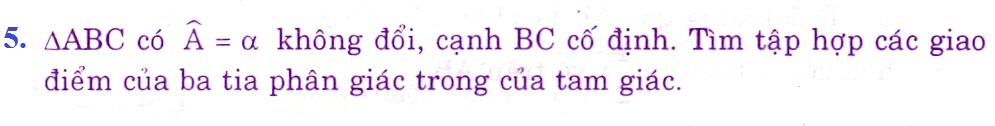 5. ΔABC có Â = α không đổi, cạnh BC cố định. Tìm tập hợp các giao
điểm của ba tia phân giác trong của tam giác.